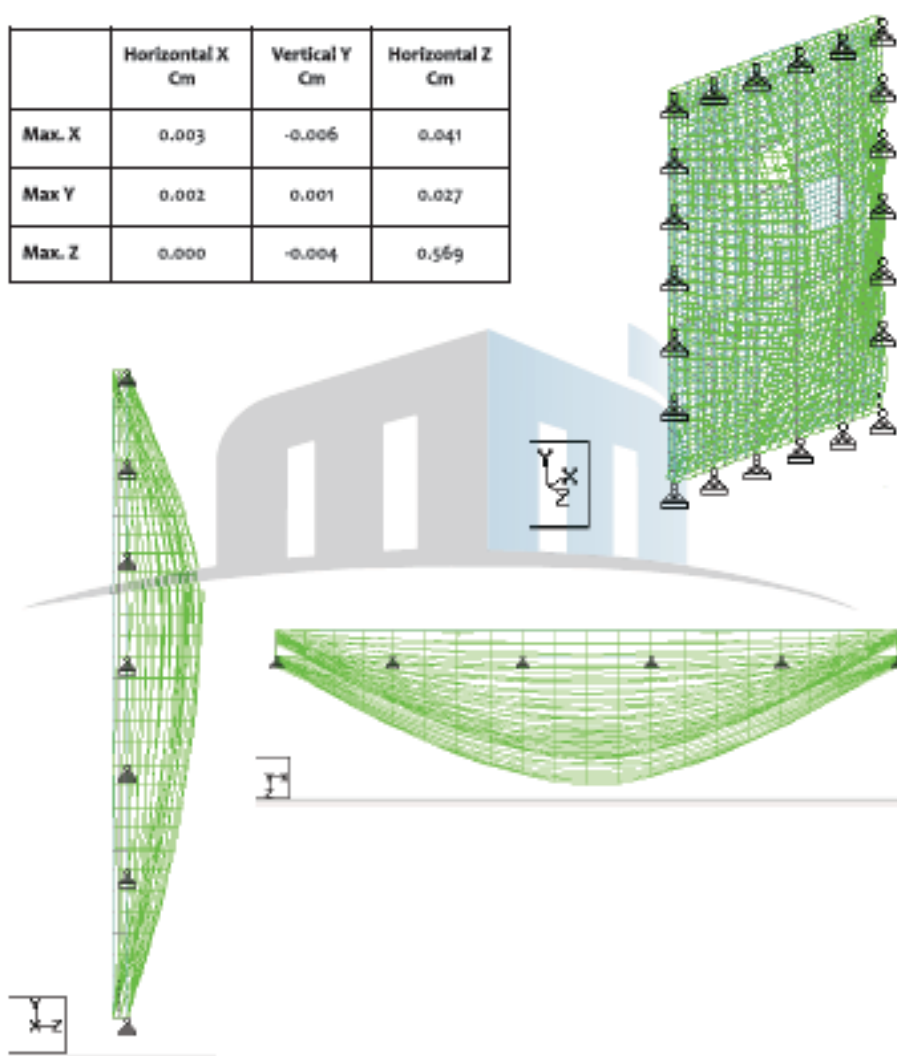 Horizontal X Vertical Y Horizontal Z
Cm Cm Cm
Max. X 0.003 -0.006 0.041
Max Y 0.002 0.001 0.027
Max. Z 0.000 -0.004 0.569
Y
X
Z
Y X
Z
Y
X Z